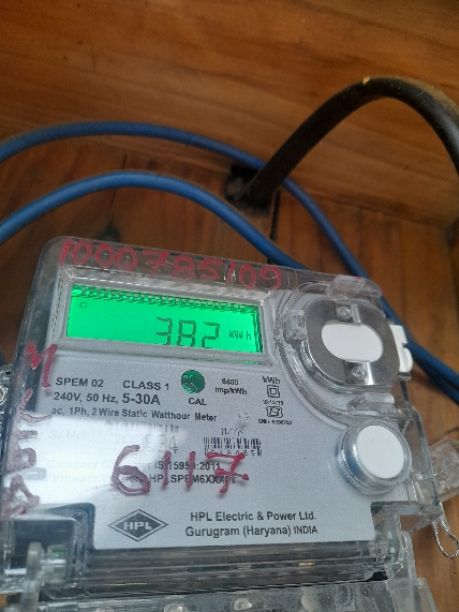 1000785109
382 kWh
SPEM 02 CLASS 1 6400 imp/kWh kWh
240V, 50 Hz, 5-30A CAL
ac, 1Ph, 2 Wire Static Watthour Meter
6117
HPL
HPL Electric & Power Ltd.
Gurugram (Haryana) INDIA